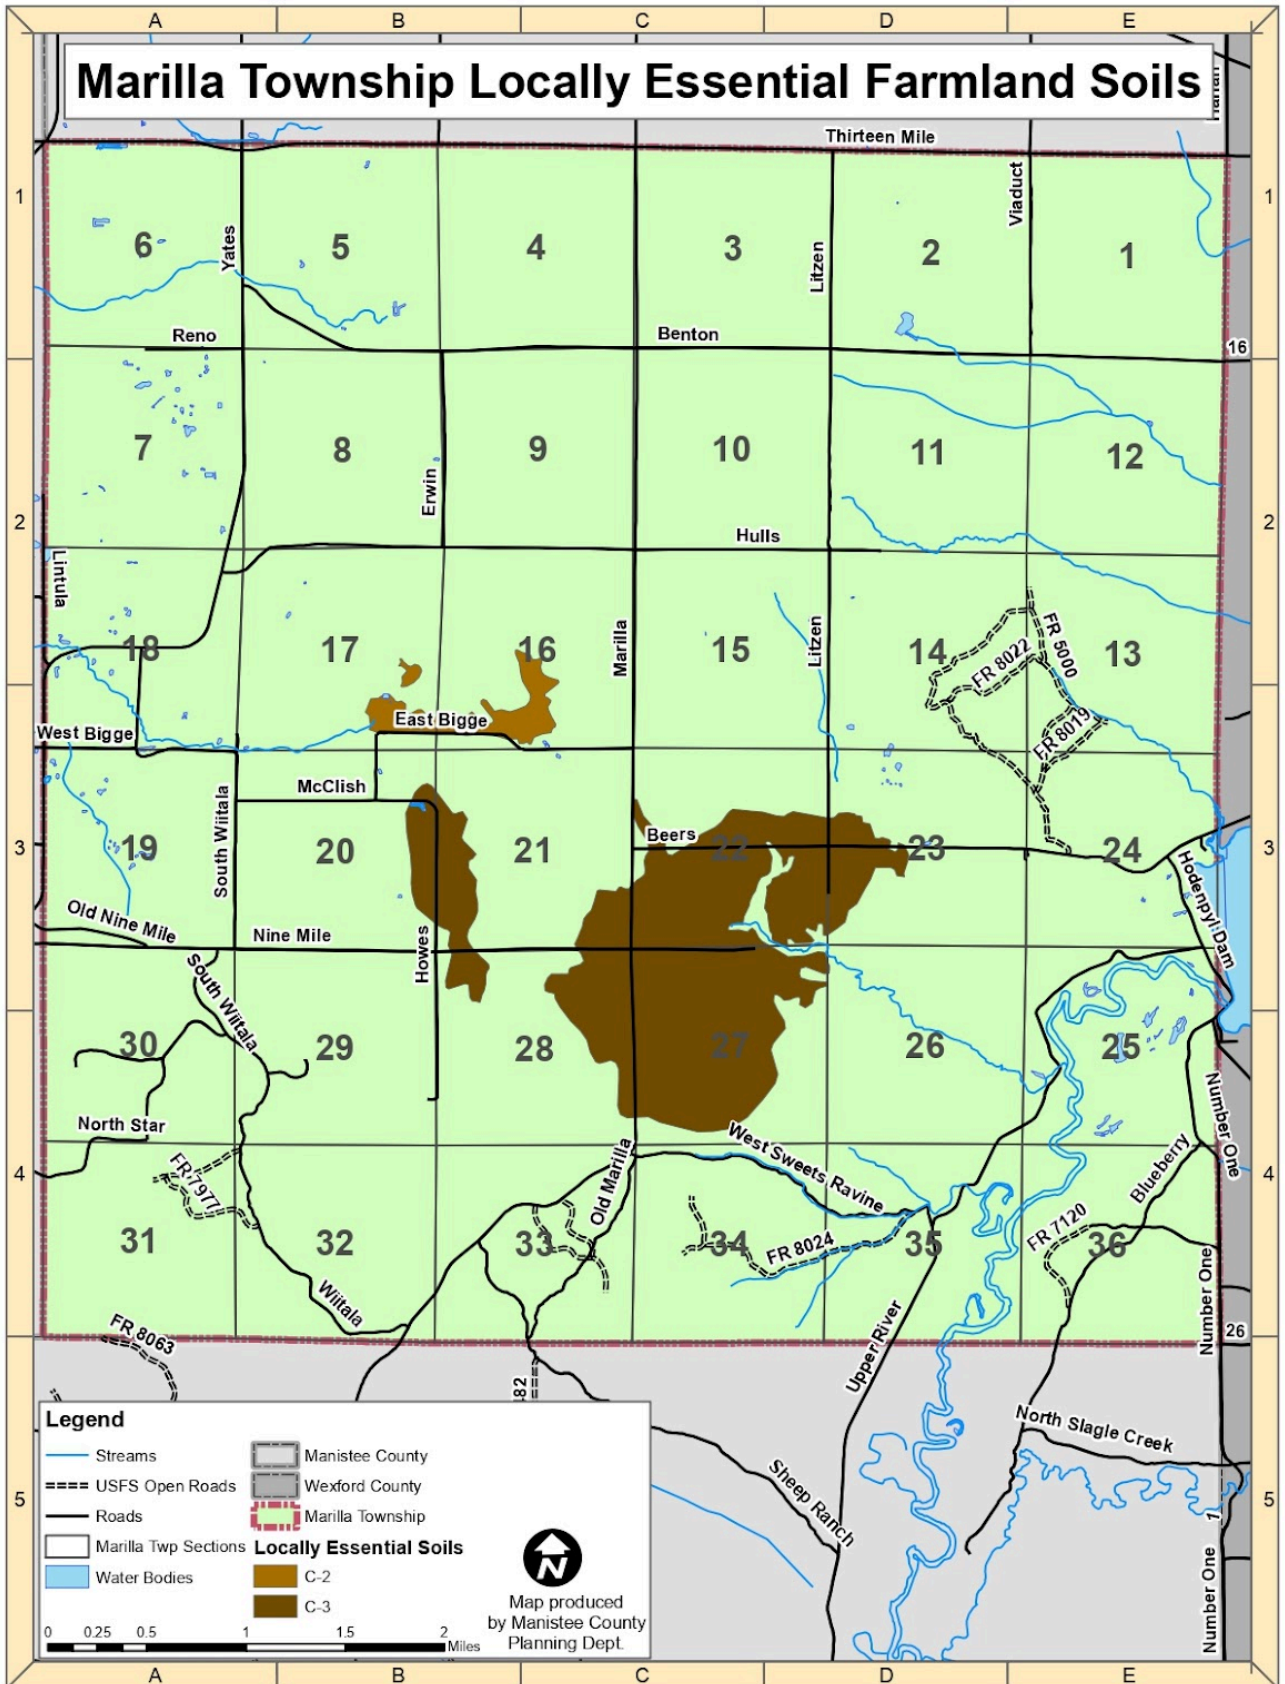 A B C D E
Marilla Township Locally Essential Farmland Soils
Thirteen Mile
1 1
Viaduct
Yates
Litzen
6 5 4 3 2 1
Reno
Benton
16
7 8 9 10 11 12
Erwin
2 2
Hulls
Lintula
Marilla
Litzen
FR 5000
18 17 16 15 14 13
FR 8022
East Bigge
West Bigge
FR 8019
McClish
South Wiitala
Beers
3 3
19 20 21 22 23 24
Hodenpyl Dam
Old Nine Mile
Nine Mile
Howes
South Wiitala
30 29 28 27 26 25
Number One
North Star
West Sweets Ravine
Old Marilla
Blueberry
4 4
FR 7977
FR 7120
31 32 33 34 35 36
FR 8024
Number One
Wiitala
FR 8063
26
Upper River
382
North Slagle Creek
Sheep Ranch
5 5
1
Number One
Legend
Streams
USFS Open Roads
Roads
Marilla Twp Sections
Water Bodies
Manistee County
Wexford County
Marilla Township
Locally Essential Soils
C-2
C-3
N
Map produced
by Manistee County
Planning Dept.
0 0.25 0.5 1 1.5 2
Miles
A B C D E